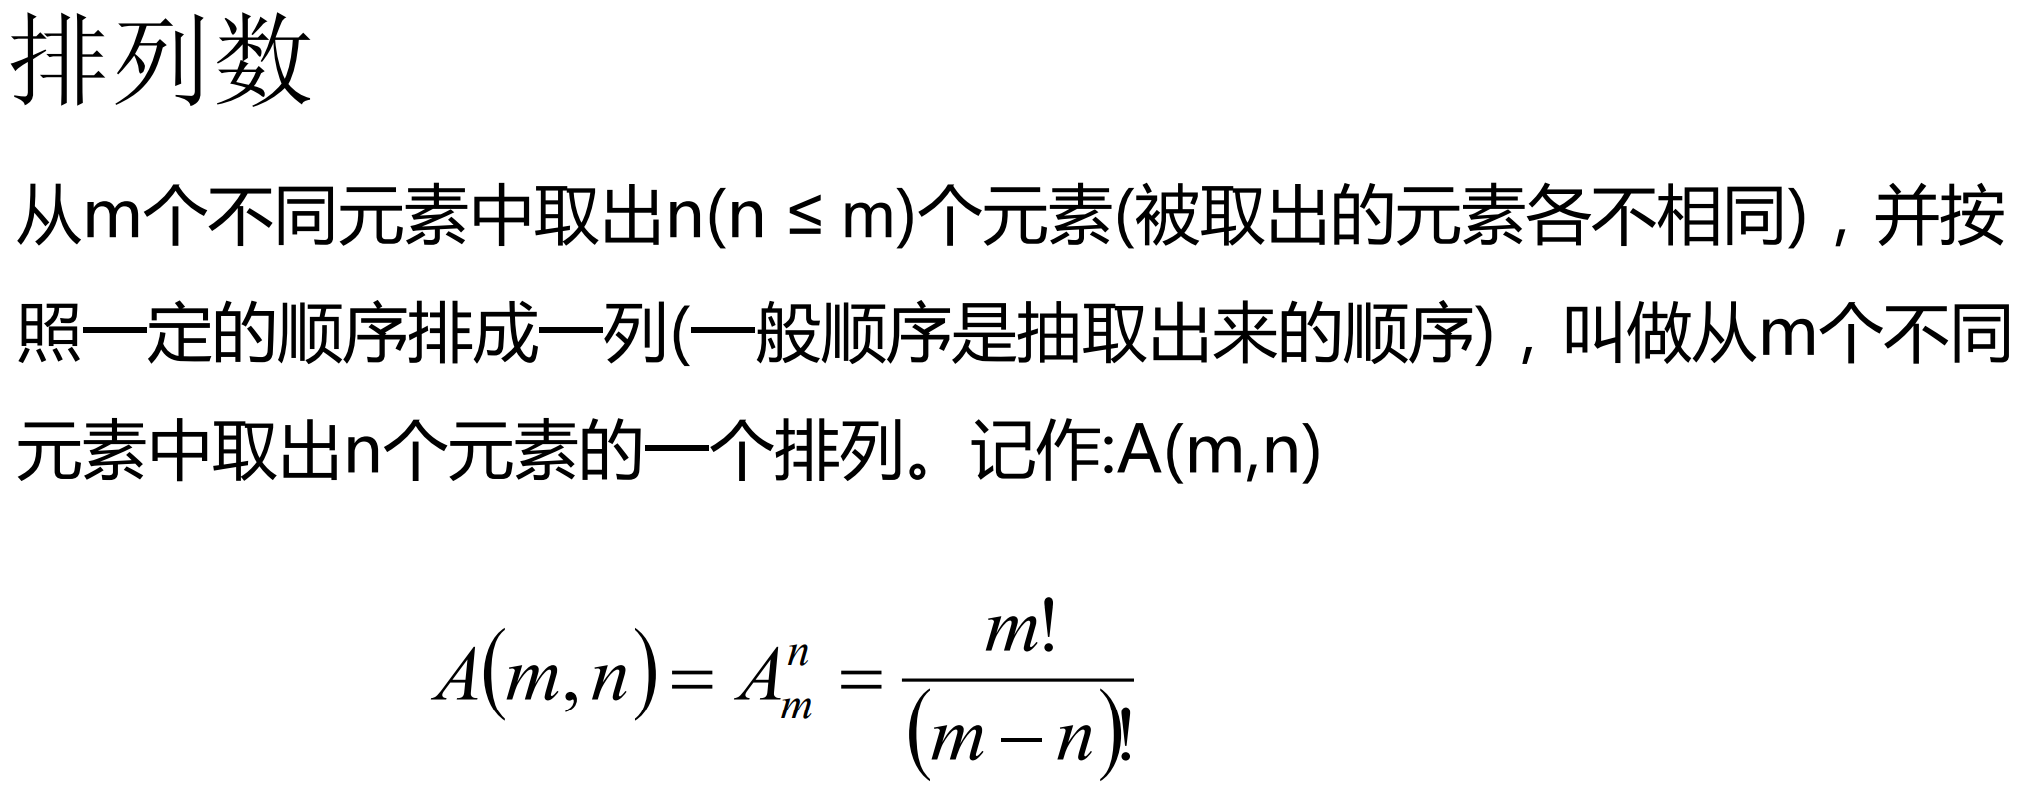 排列数
从m个不同元素中取出n(n ≤ m)个元素(被取出的元素各不相同)，并按
照一定的顺序排成一列(一般顺序是抽取出来的顺序)，叫做从m个不同
元素中取出n个元素的一个排列。记作:A(m,n)
A(m,n) = A_m^n = m! / (m − n)!